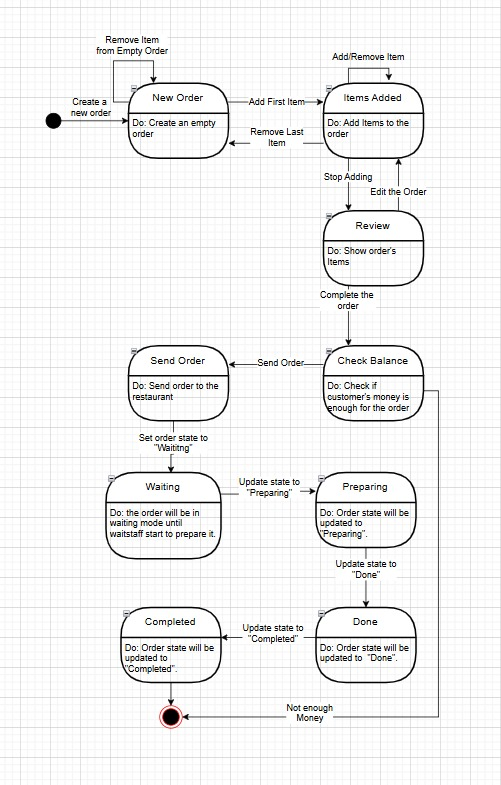 Remove Item
from Empty Order
Add/Remove Item
New Order
Do: Create an empty
order
Create a
new order
Add First Item
Remove Last
Item
Items Added
Do: Add Items to the
order
Stop Adding
Edit the Order
Review
Do: Show order's
Items
Complete the
order
Check Balance
Do: Check if
customer's money is
enough for the order
Send Order
Send Order
Do: Send order to the
restaurant
Set order state to
"Waititng"
Waiting
Do: the order will be in
waiting mode until
waitstaff start to prepare it.
Update state to
"Preparing"
Preparing
Do: Order state will be
updated to
"Preparing".
Update state to
"Done"
Done
Do: Order state will be
updated to "Done".
Update state to
"Completed"
Completed
Do: Order state will be
updated to
"Completed".
Not enough
Money